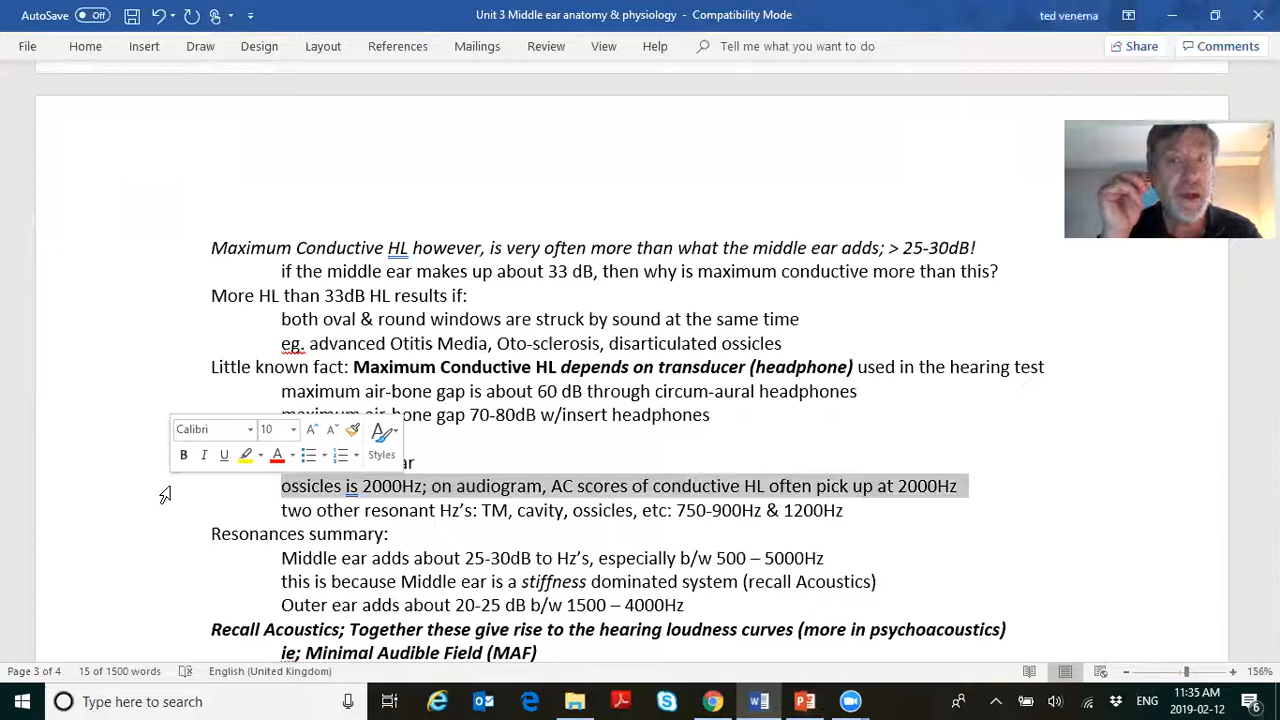 AutoSave Off
Unit 3 Middle ear anatomy & physiology - Compatibility Mode
ted venema
File Home Insert Draw Design Layout References Mailings Review View Help Tell me what you want to do Share Comments
Maximum Conductive HL however, is very often more than what the middle ear adds; > 25-30dB!
if the middle ear makes up about 33 dB, then why is maximum conductive more than this?
More HL than 33dB HL results if:
both oval & round windows are struck by sound at the same time
eg. advanced Otitis Media, Oto-sclerosis, disarticulated ossicles
Little known fact: Maximum Conductive HL depends on transducer (headphone) used in the hearing test
maximum air-bone gap is about 60 dB through circum-aural headphones
maximum air-bone gap 70-80dB w/insert headphones
Calibri 10
B I U A Styles
ar
ossicles is 2000Hz; on audiogram, AC scores of conductive HL often pick up at 2000Hz
two other resonant Hz's: TM, cavity, ossicles, etc: 750-900Hz & 1200Hz
Resonances summary:
Middle ear adds about 25-30dB to Hz's, especially b/w 500 – 5000Hz
this is because Middle ear is a stiffness dominated system (recall Acoustics)
Outer ear adds about 20-25 dB b/w 1500 – 4000Hz
Recall Acoustics; Together these give rise to the hearing loudness curves (more in psychoacoustics)
ie; Minimal Audible Field (MAF)
Page 3 of 4 15 of 1500 words English (United Kingdom) 156%
Type here to search ENG 11:35 AM
2019-02-12 6